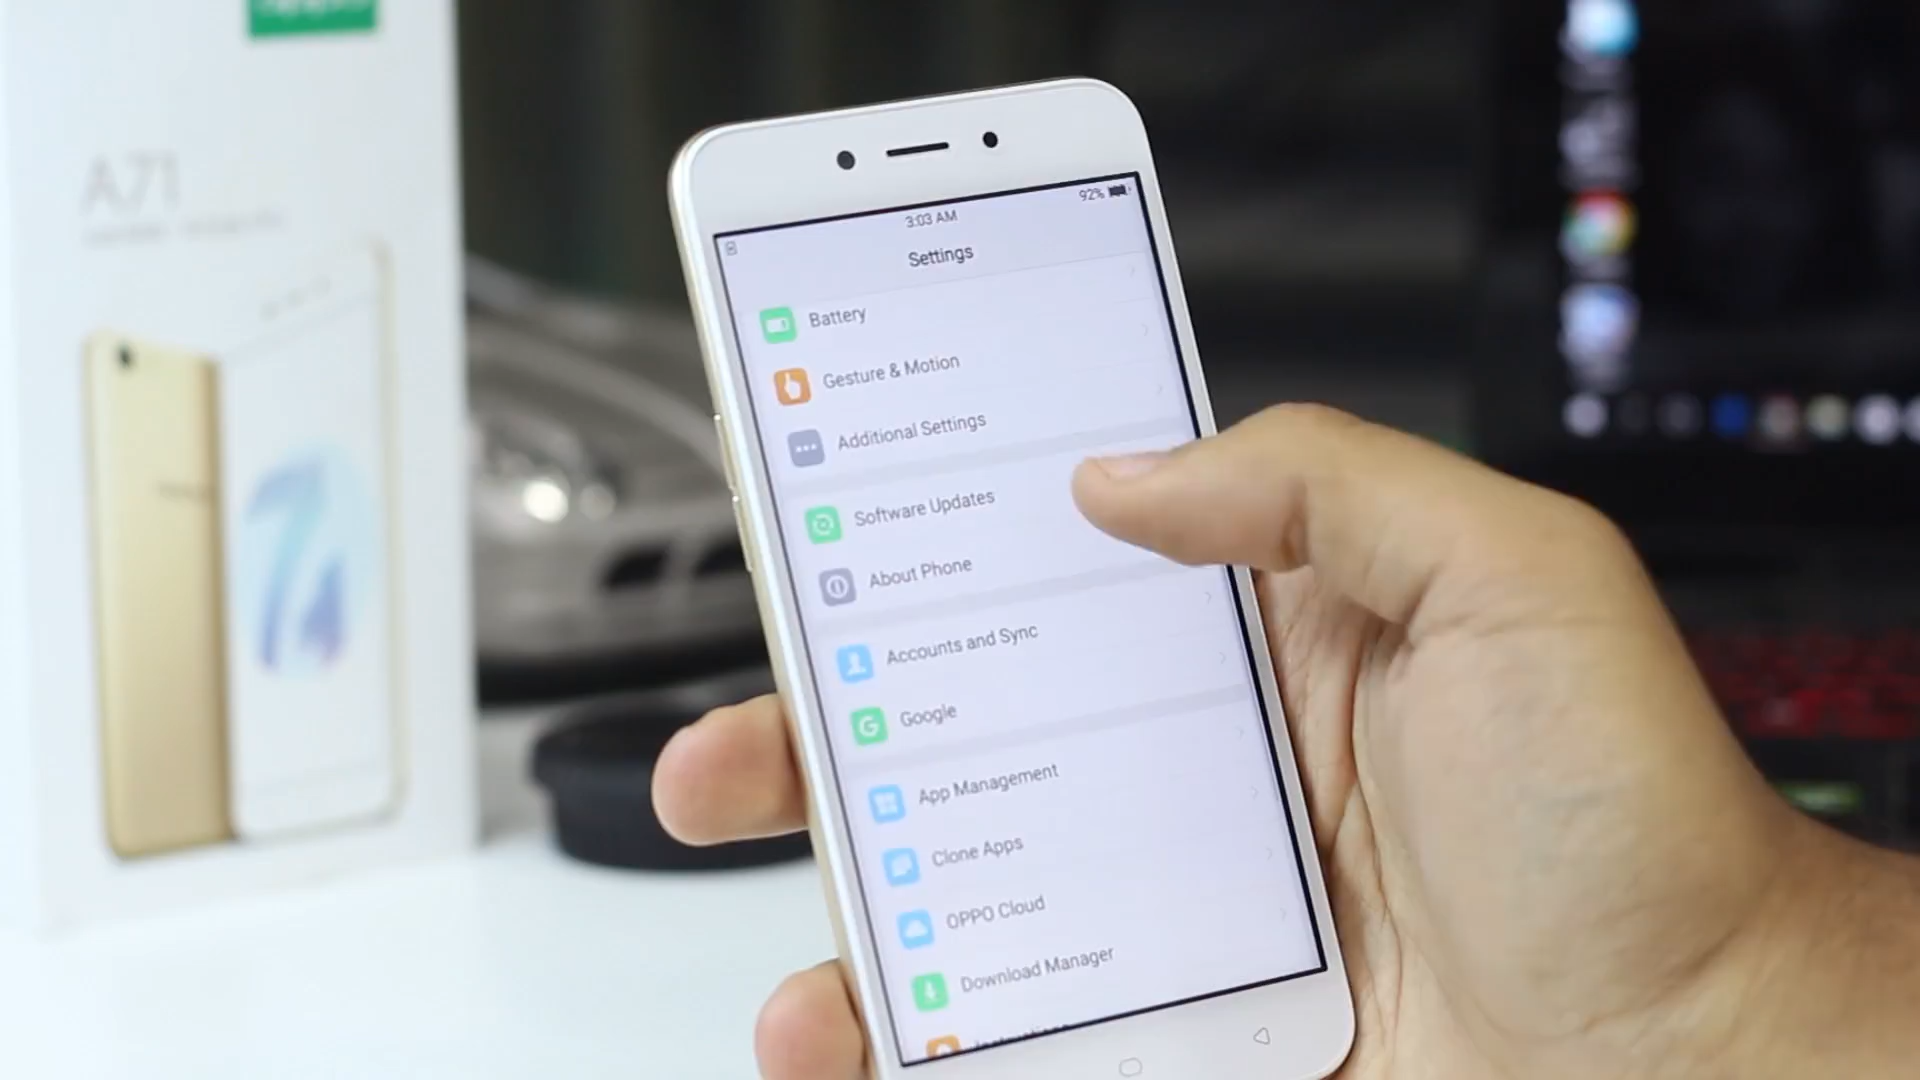 A71
92%
3:03 AM
Settings
Battery
Gesture & Motion
Additional Settings
Software Updates
About Phone
Accounts and Sync
Google
App Management
Clone Apps
OPPO Cloud
Download Manager